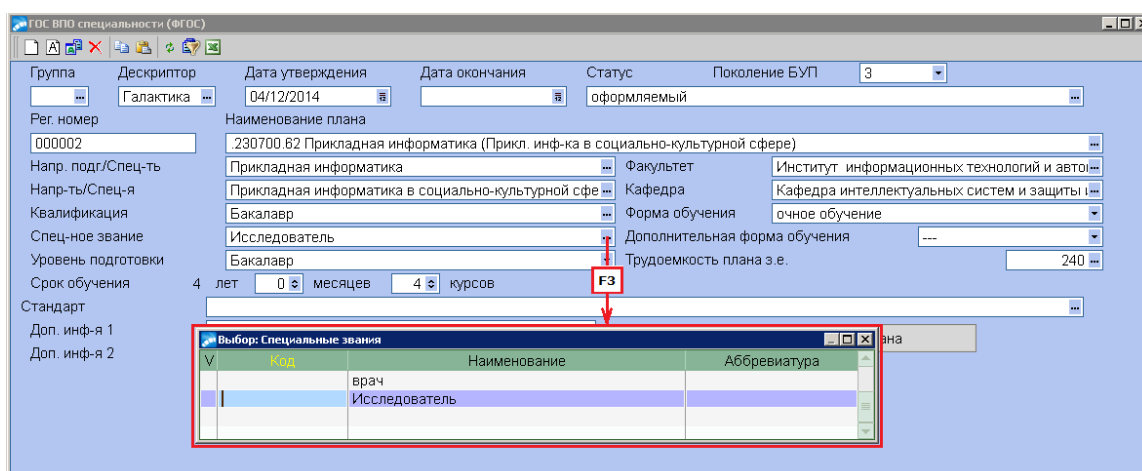 ГОС ВПО специальности (ФГОС)
Группа Дескриптор Дата утверждения Дата окончания Статус Поколение БУП 3
Галактика 04/12/2014 оформляемый
Рег. номер Наименование плана
000002 .230700.62 Прикладная информатика (Прикл. инф-ка в социально-культурной сфере)
Напр. подг./Спец-ть Прикладная информатика Факультет Институт информационных технологий и авто
Напр-ть/Спец-я Прикладная информатика в социально-культурной сфе Кафедра Кафедра интеллектуальных систем и защиты
Квалификация Бакалавр Форма обучения очное обучение
Спец-ное звание Исследователь Дополнительная форма обучения ---
Уровень подготовки Бакалавр Трудоемкость плана з.е. 240
Срок обучения 4 лет 0 месяцев 4 курсов F3
Стандарт
Доп. инф-я 1 ана
Доп. инф-я 2
Выбор: Специальные звания
V Код Наименование Аббревиатура
врач
Исследователь